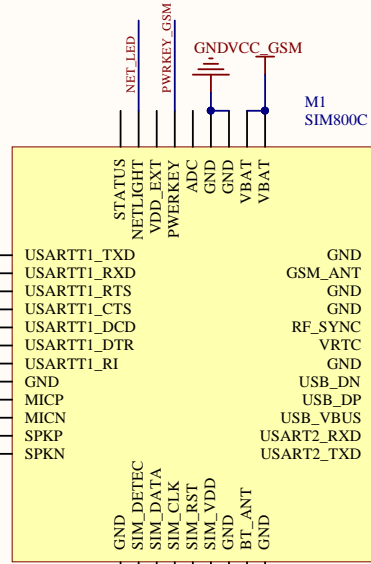 NET_LED
PWRKEY_GSM
GND
VCC_GSM
M1
SIM800C
STATUS
NETLIGHT
VDD_EXT
PWERKEY
ADC
GND
GND
VBAT
VBAT
USARTT1_TXD
USARTT1_RXD
USARTT1_RTS
USARTT1_CTS
USARTT1_DCD
USARTT1_DTR
USARTT1_RI
GND
MICP
MICN
SPKP
SPKN
GND
GSM_ANT
GND
GND
RF_SYNC
VRTC
GND
USB_DN
USB_DP
USB_VBUS
USART2_RXD
USART2_TXD
GND
SIM_DETEC
SIM_DATA
SIM_CLK
SIM_RST
SIM_VDD
GND
BT_ANT
GND